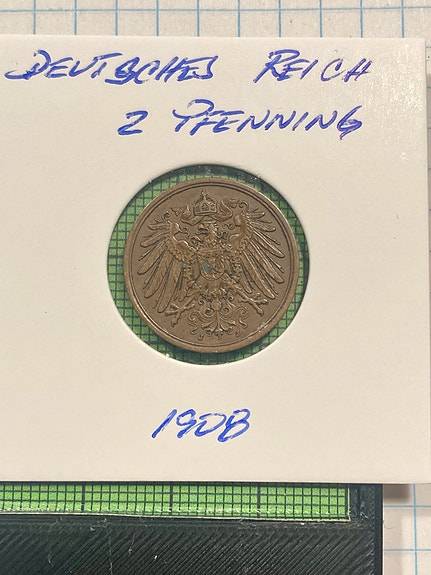 DEUTSCHES REICH
2 PFENNING
1908